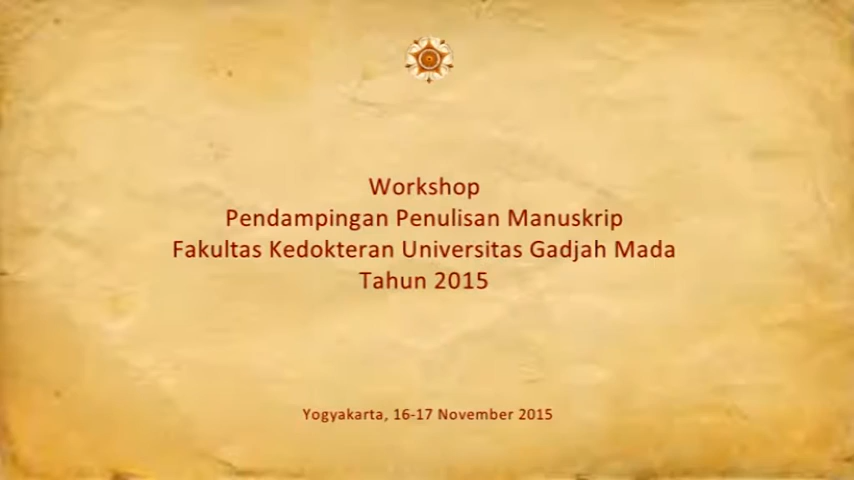 Workshop
Pendampingan Penulisan Manuskrip
Fakultas Kedokteran Universitas Gadjah Mada
Tahun 2015
Yogyakarta, 16-17 November 2015